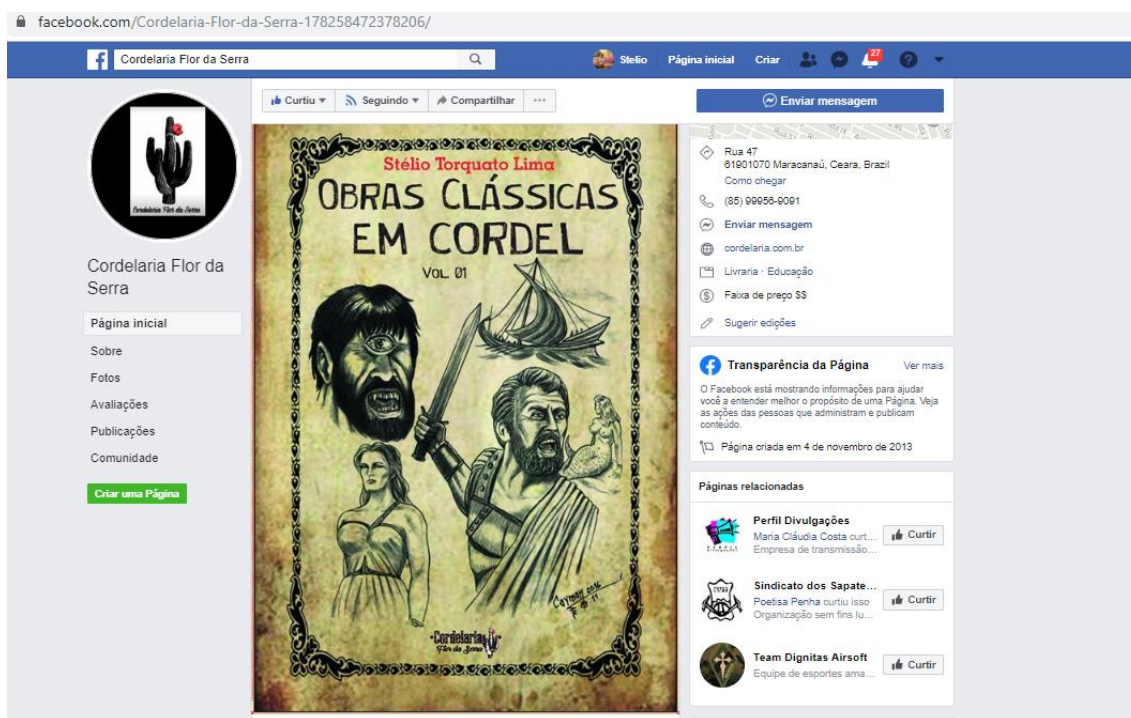 facebook.com/Cordelaria-Flor-da-Serra-178258472378206/
Cordelaria Flor da Serra
Stelio
Página inicial
Criar
27
Cordelaria Flor da Serra
Cordelaria Flor da
Serra
Página inicial
Sobre
Fotos
Avaliações
Publicações
Comunidade
Criar uma Página
Curtiu
Seguindo
Compartilhar
Stélio Torquato Lima
OBRAS CLÁSSICAS
EM CORDEL
VOL. 01
Cordelaria
Flor da Serra
Enviar mensagem
Rua 47
61901070 Maracanaú, Ceara, Brazil
Como chegar
(85) 99956-9091
Enviar mensagem
cordelaria.com.br
Livraria · Educação
Faixa de preço $$
Sugerir edições
Transparência da Página
Ver mais
O Facebook está mostrando informações para ajudar
você a entender melhor o propósito de uma Página. Veja
as ações das pessoas que administram e publicam
conteúdo.
Página criada em 4 de novembro de 2013
Páginas relacionadas
Perfil Divulgações
Maria Cláudia Costa curt...
Empresa de transmissão...
Curtir
Sindicato dos Sapate...
Poetisa Penha curtiu isso
Organização sem fins lu...
Curtir
Team Dignitas Airsoft
Equipe de esportes ama...
Curtir